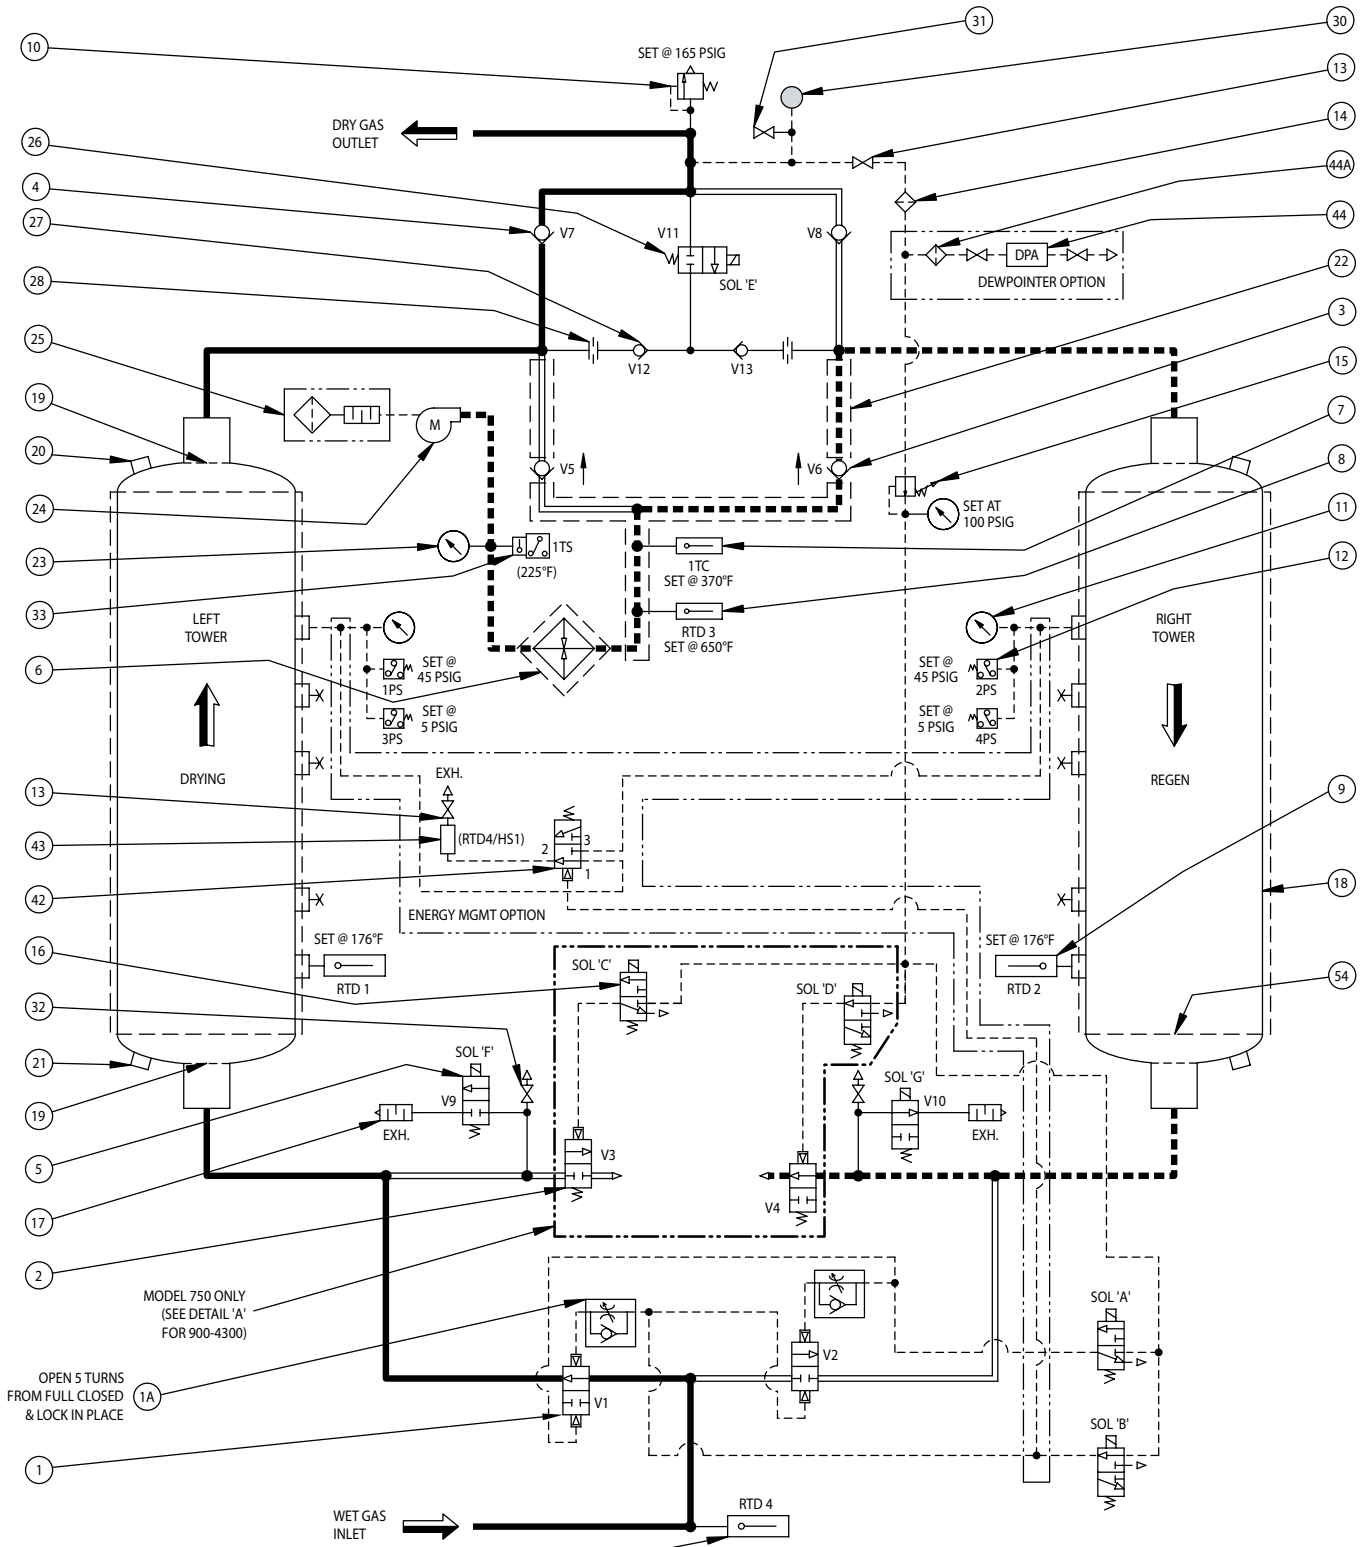 31
30
10
SET @ 165 PSIG
13
DRY GAS
OUTLET
14
26
44A
4
44
27
V7
V11
V8
DPA
22
28
SOL 'E'
DEWPOINTER OPTION
3
25
V12
V13
15
19
M
7
20
V5
V6
8
24
SET AT
100 PSIG
11
23
1TS
(225°F)
1TC
SET @ 370°F
12
33
LEFT
TOWER
RTD 3
SET @ 650°F
RIGHT
TOWER
6
SET @
45 PSIG
1PS
SET @
45 PSIG
2PS
2
SET @
5 PSIG
3PS
SET @
5 PSIG
4PS
DRYING
EXH.
REGEN
13
9
43
(RTD4/HS1)
2
3
1
42
18
ENERGY MGMT OPTION
16
SET @ 176°F
RTD 1
SOL 'C'
SOL 'D'
SET @ 176°F
RTD 2
54
32
21
SOL 'F'
V9
SOL 'G'
V10
19
EXH.
EXH.
5
V3
V4
17
MODEL 750 ONLY
(SEE DETAIL 'A'
FOR 900-4300)
SOL 'A'
V2
OPEN 5 TURNS
FROM FULL CLOSED
& LOCK IN PLACE
1A
V1
SOL 'B'
1
RTD 4
WET GAS
INLET